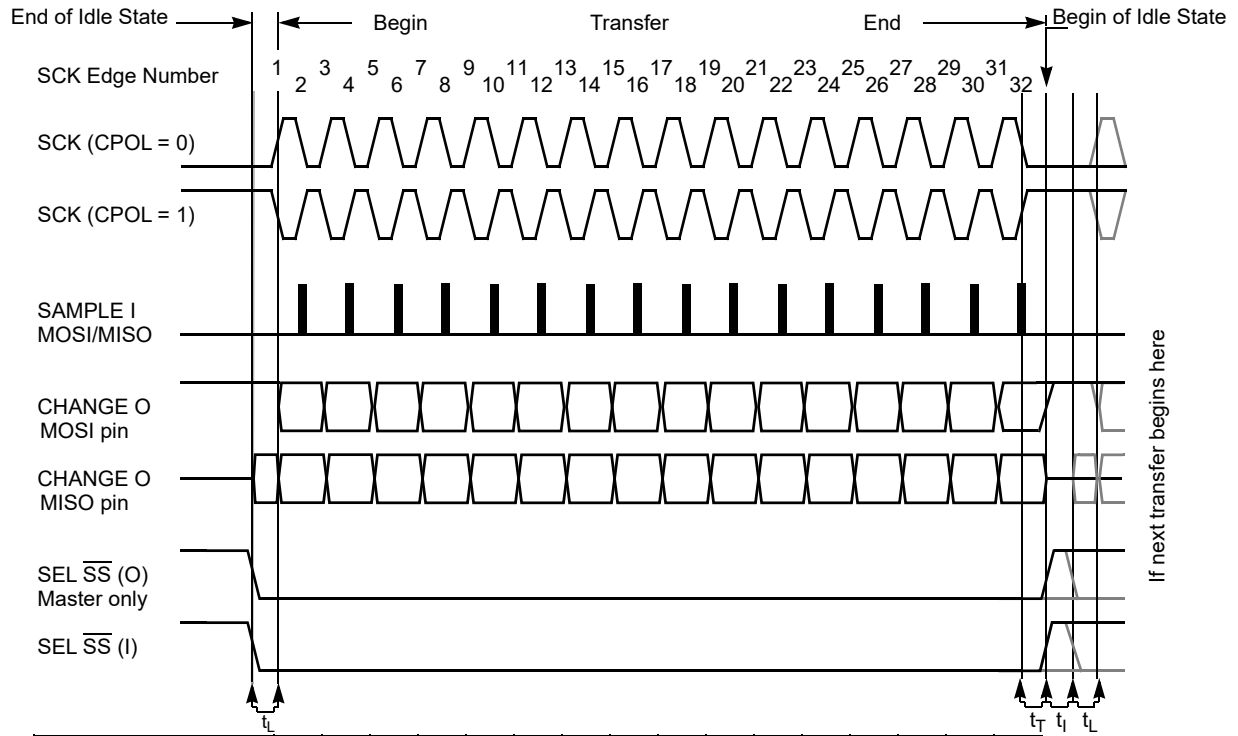 End of Idle State
Begin
Transfer
End
Begin of Idle State
SCK Edge Number
1 3 5 7 9 11 13 15 17 19 21 23 25 27 29 31
2 4 6 8 10 12 14 16 18 20 22 24 26 28 30 32
SCK (CPOL = 0)
SCK (CPOL = 1)
SAMPLE I
MOSI/MISO
CHANGE O
MOSI pin
CHANGE O
MISO pin
SEL SS (O)
Master only
SEL SS (I)
tL
tT tI tL
If next transfer begins here